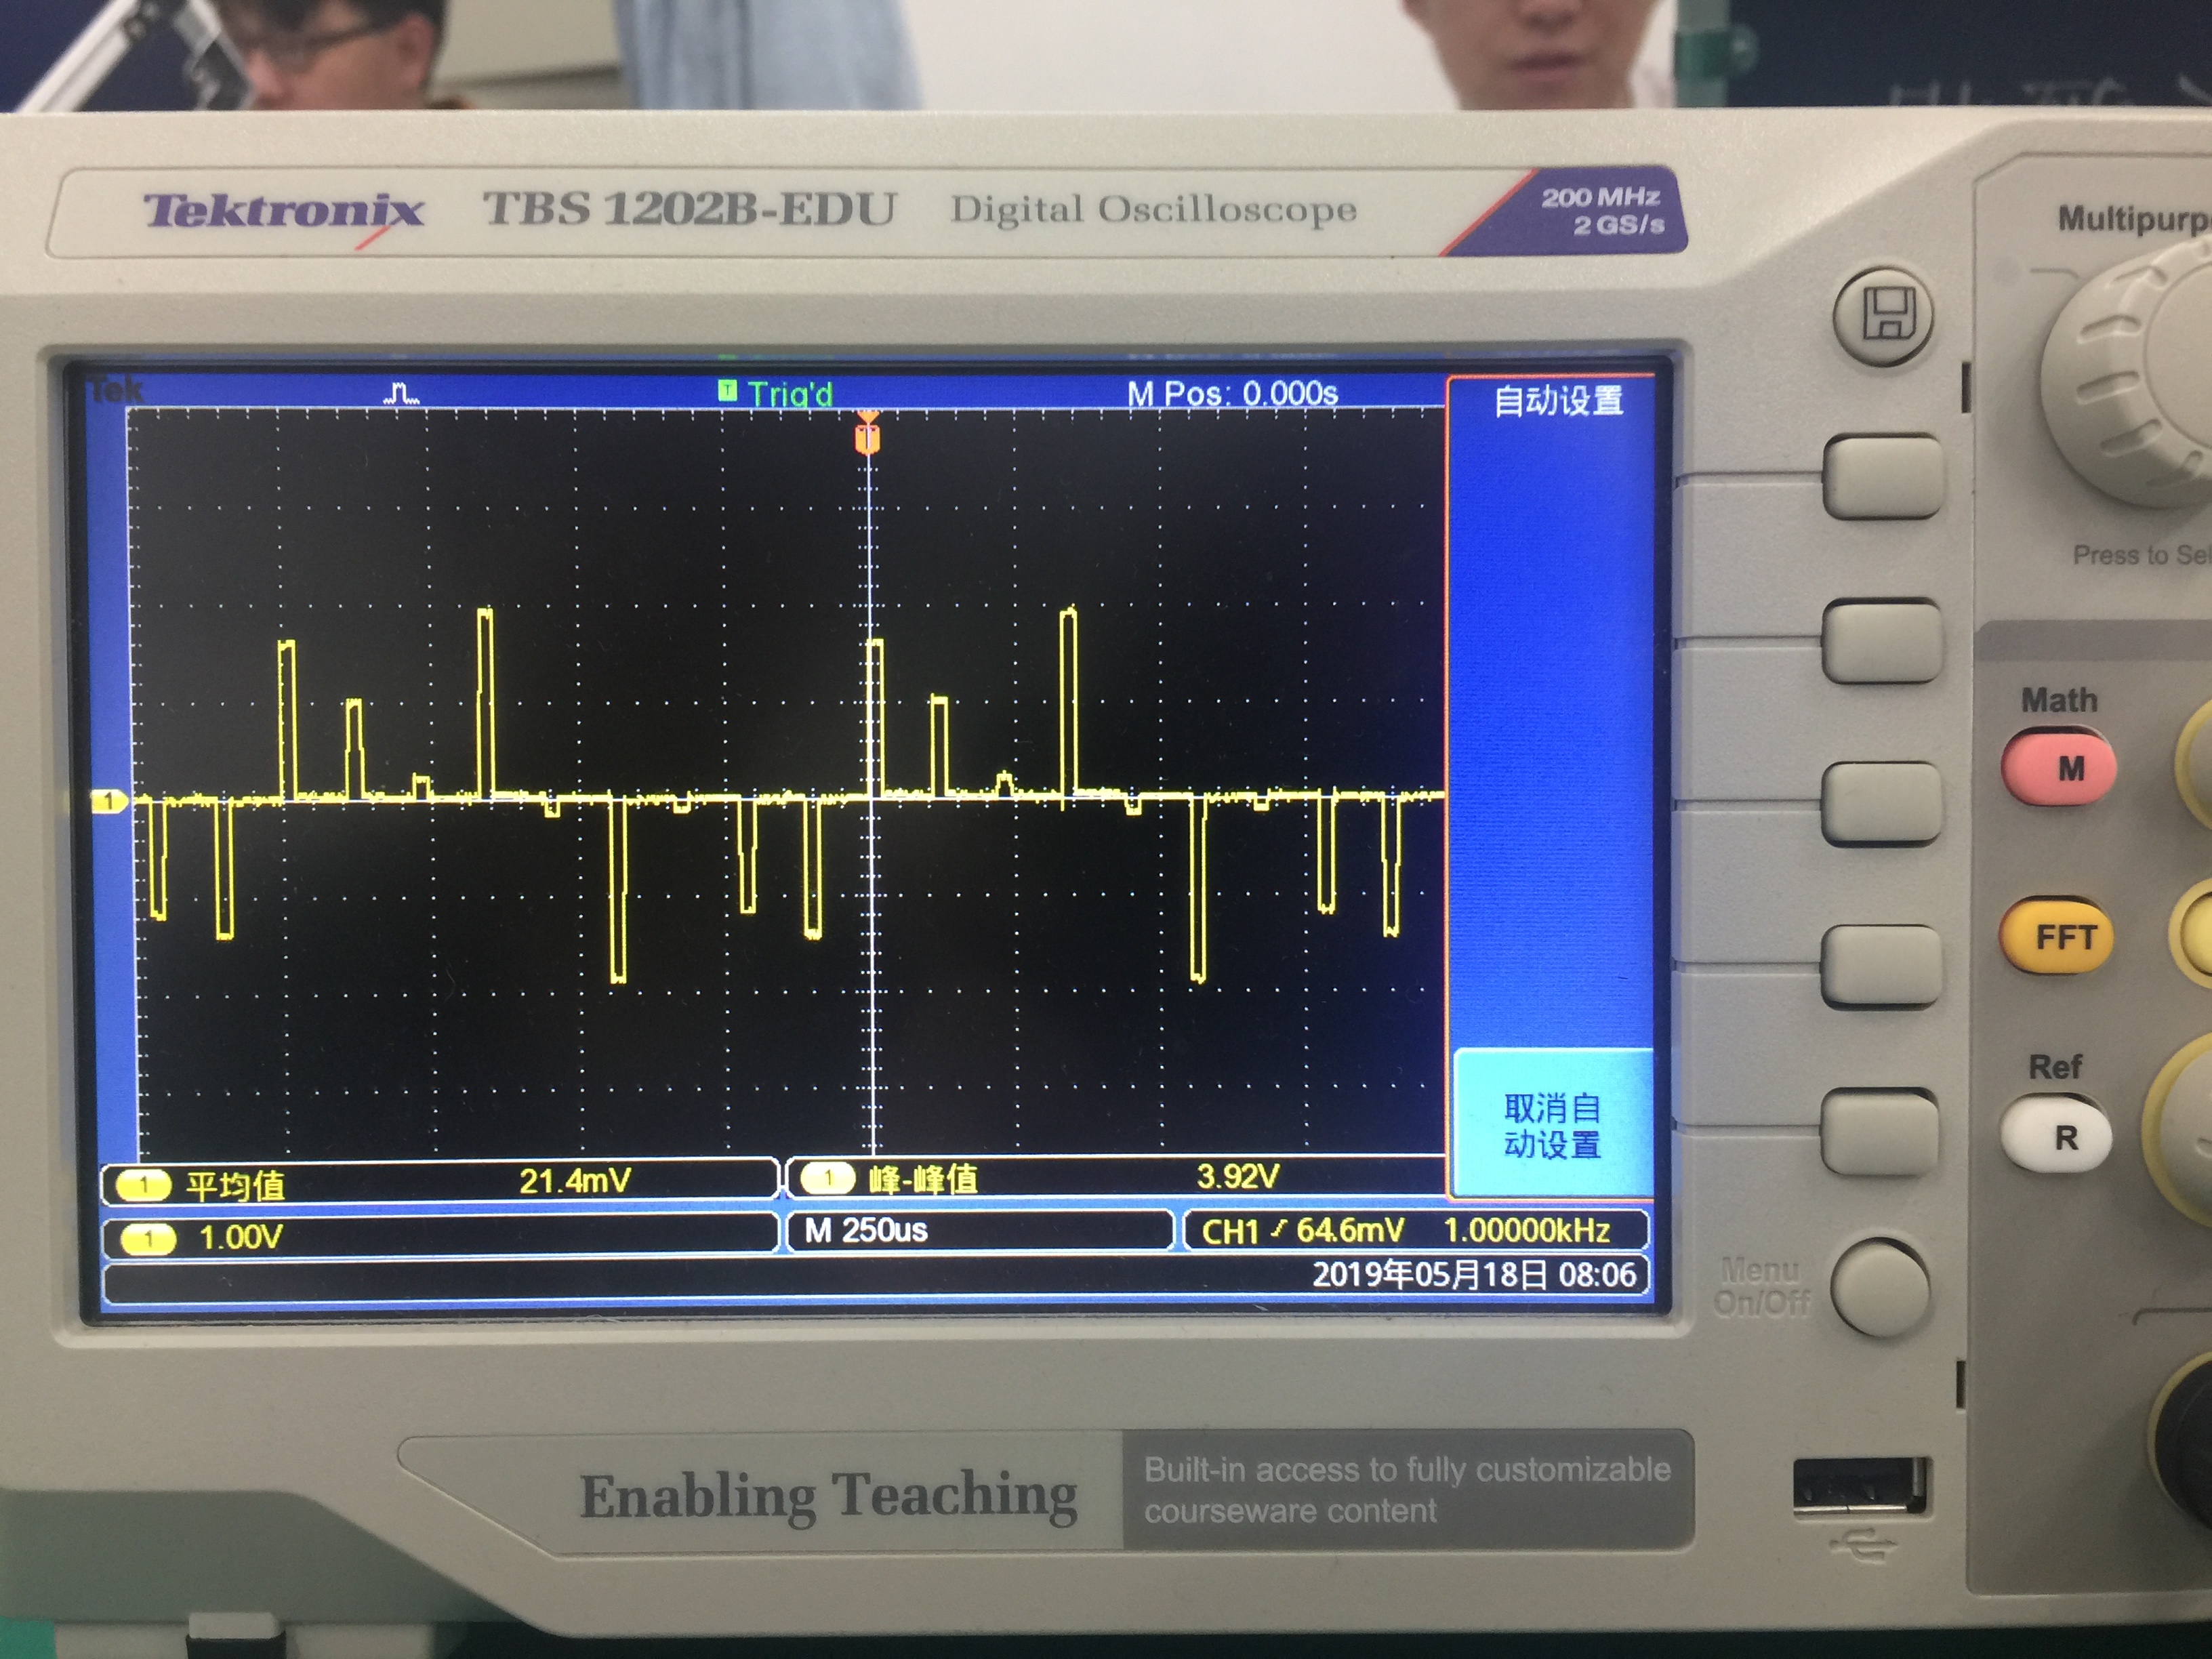 Tektronix TBS 1202B-EDU Digital Oscilloscope
200 MHz
2 GS/s
Tek
T Trig'd
M Pos: 0.000s
自动设置
T
1
取消自
动设置
1 平均值 21.4mV
1 峰-峰值 3.92V
1 1.00V
M 250us
CH1 64.6mV 1.00000kHz
2019年05月18日 08:06
Press to
Math
M
FFT
Ref
R
Menu
On/Off
Enabling Teaching
Built-in access to fully customizable
courseware content